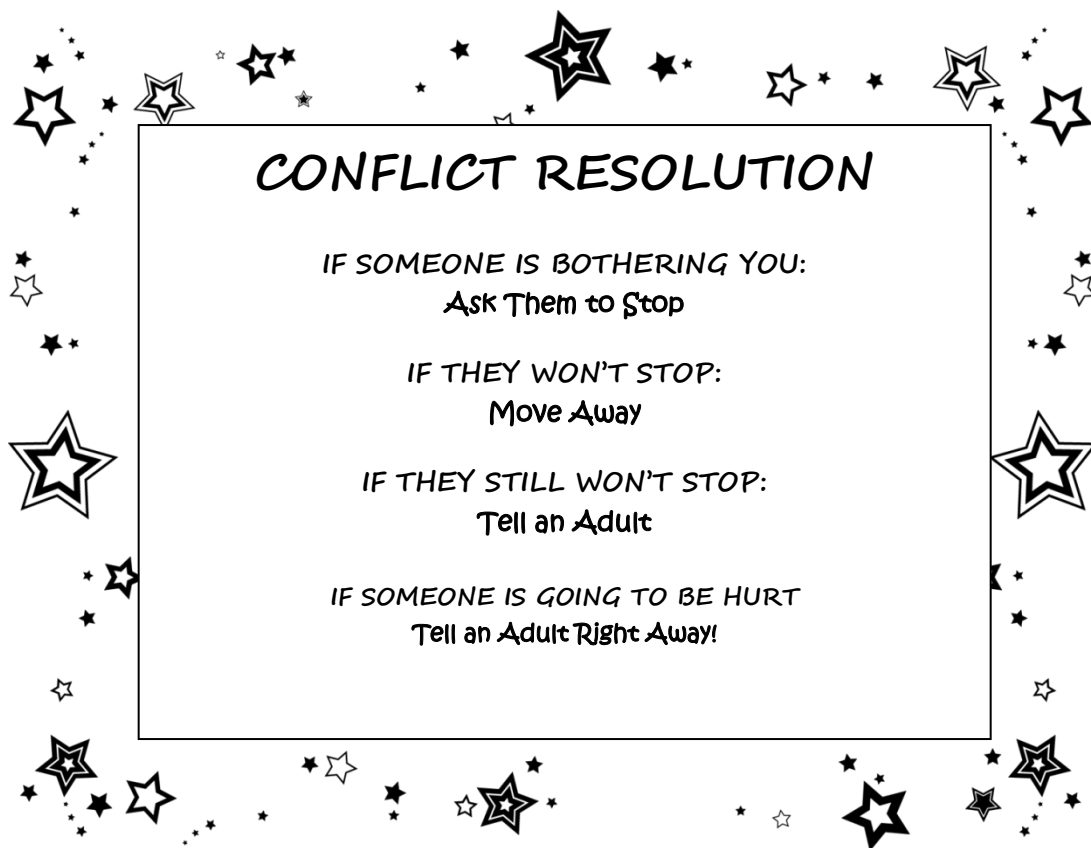 CONFLICT RESOLUTION
IF SOMEONE IS BOTHERING YOU:
Ask Them to Stop
IF THEY WON'T STOP:
Move Away
IF THEY STILL WON'T STOP:
Tell an Adult
IF SOMEONE IS GOING TO BE HURT
Tell an Adult Right Away!